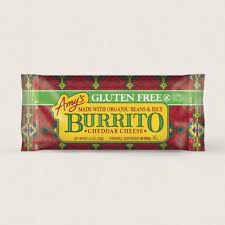 Amy's
GLUTEN FREE
MADE WITH ORGANIC BEANS & RICE
BURRITO
CHEDDAR CHEESE